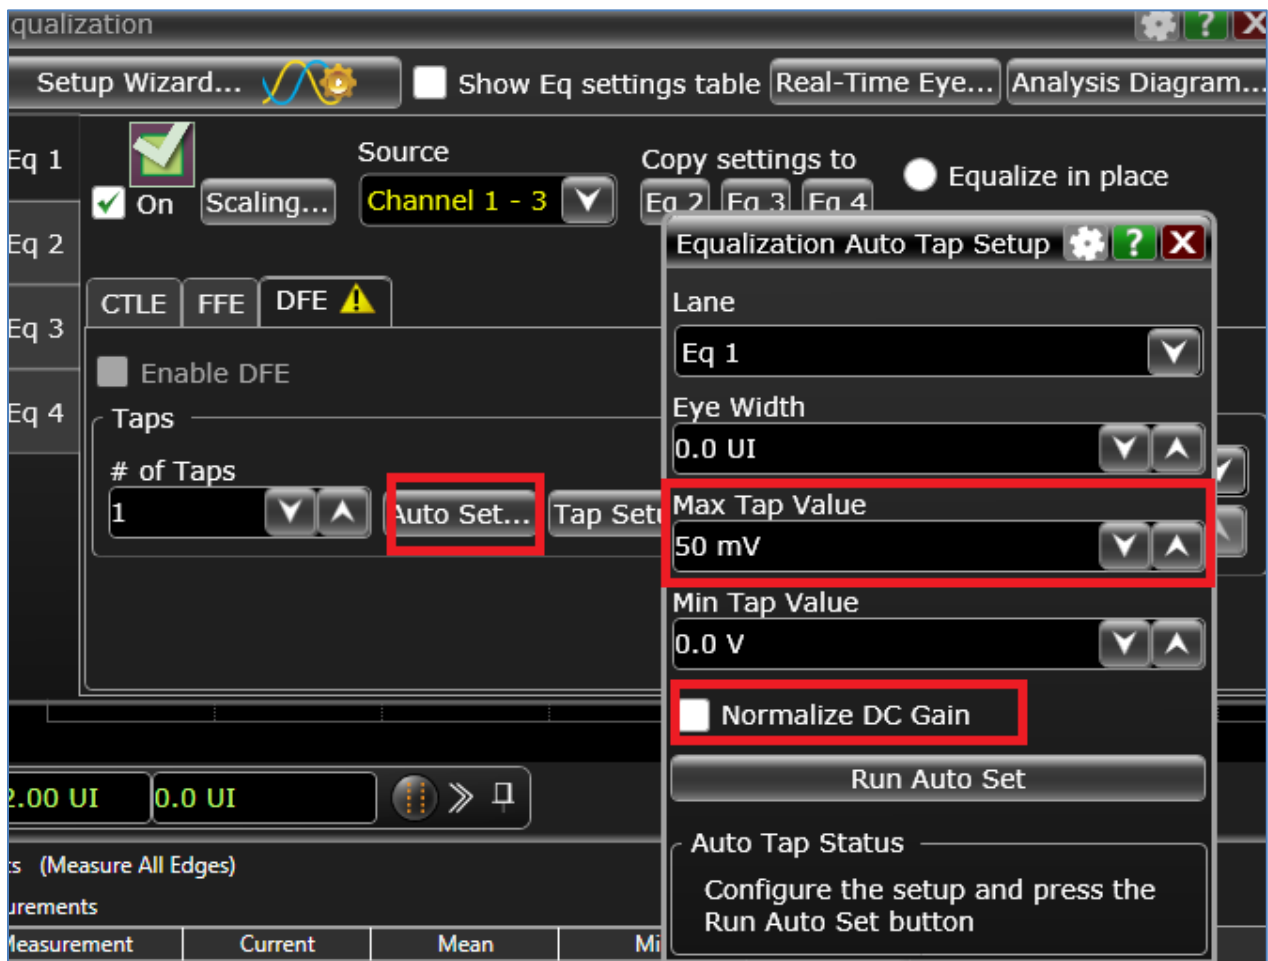 qualization
Setup Wizard... Show Eq settings table Real-Time Eye... Analysis Diagram...
Eq 1
On
Scaling...
Source
Channel 1 - 3
Copy settings to
Eq 2 Eq 3 Eq 4
Equalize in place
Eq 2
Eq 3
Eq 4
CTLE FFE DFE
Enable DFE
Taps
# of Taps
1
Auto Set... Tap Setu
Equalization Auto Tap Setup ?
Lane
Eq 1
Eye Width
0.0 UI
Max Tap Value
50 mV
Min Tap Value
0.0 V
Normalize DC Gain
Run Auto Set
Auto Tap Status
Configure the setup and press the
Run Auto Set button
2.00 UI 0.0 UI
ts (Measure All Edges)
urements
Measurement Current Mean Mi